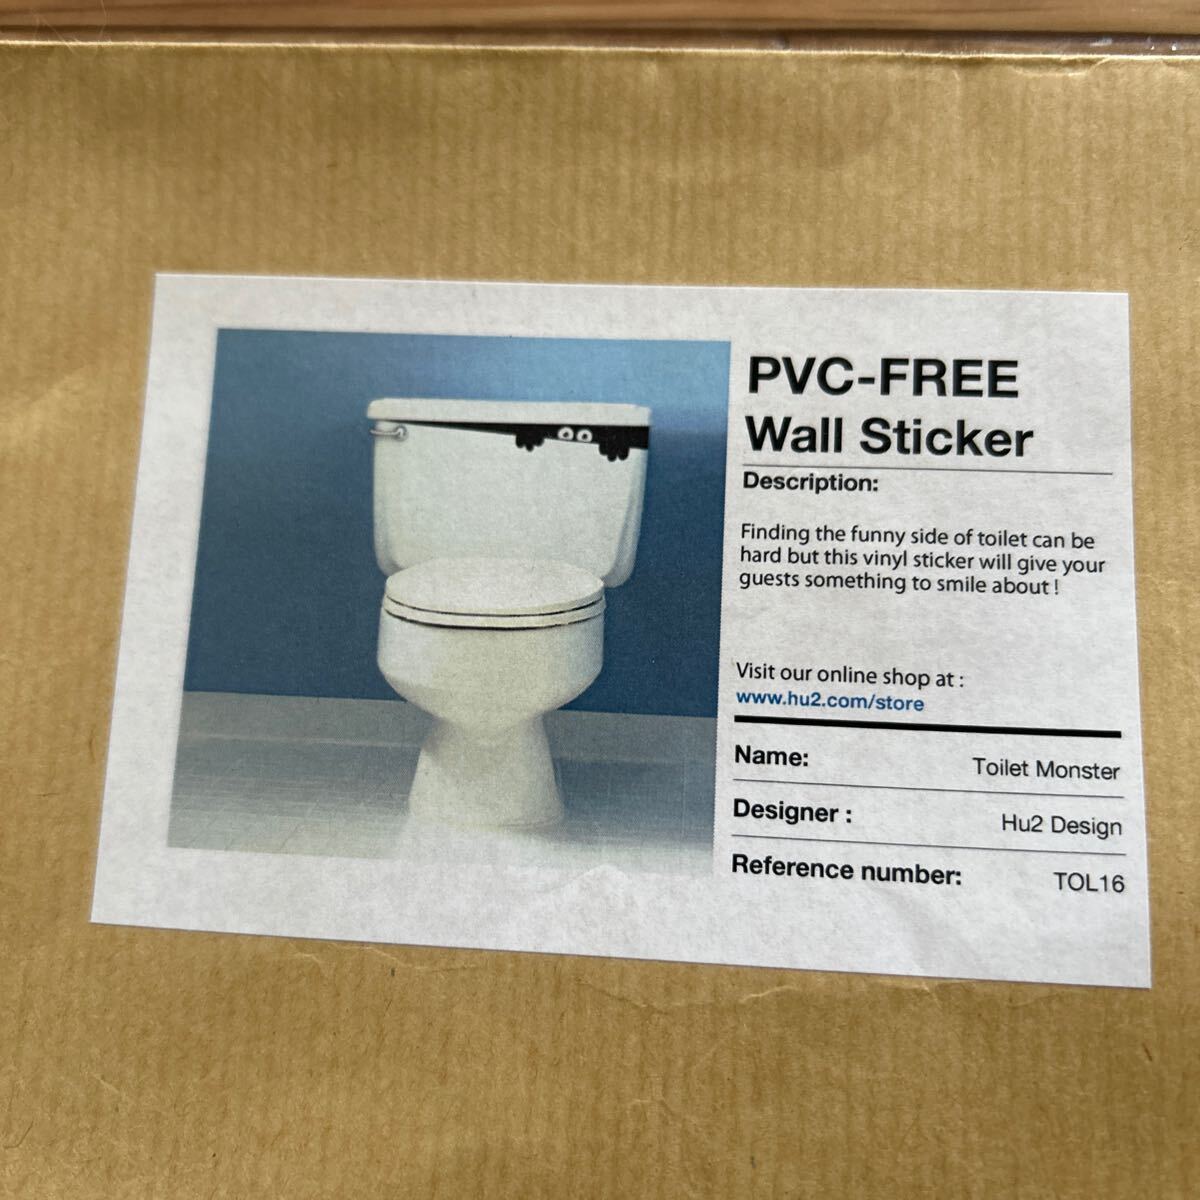 PVC-FREE
Wall Sticker
Description:
Finding the funny side of toilet can be
hard but this vinyl sticker will give your
guests something to smile about !
Visit our online shop at :
www.hu2.com/store
Name: Toilet Monster
Designer : Hu2 Design
Reference number: TOL16